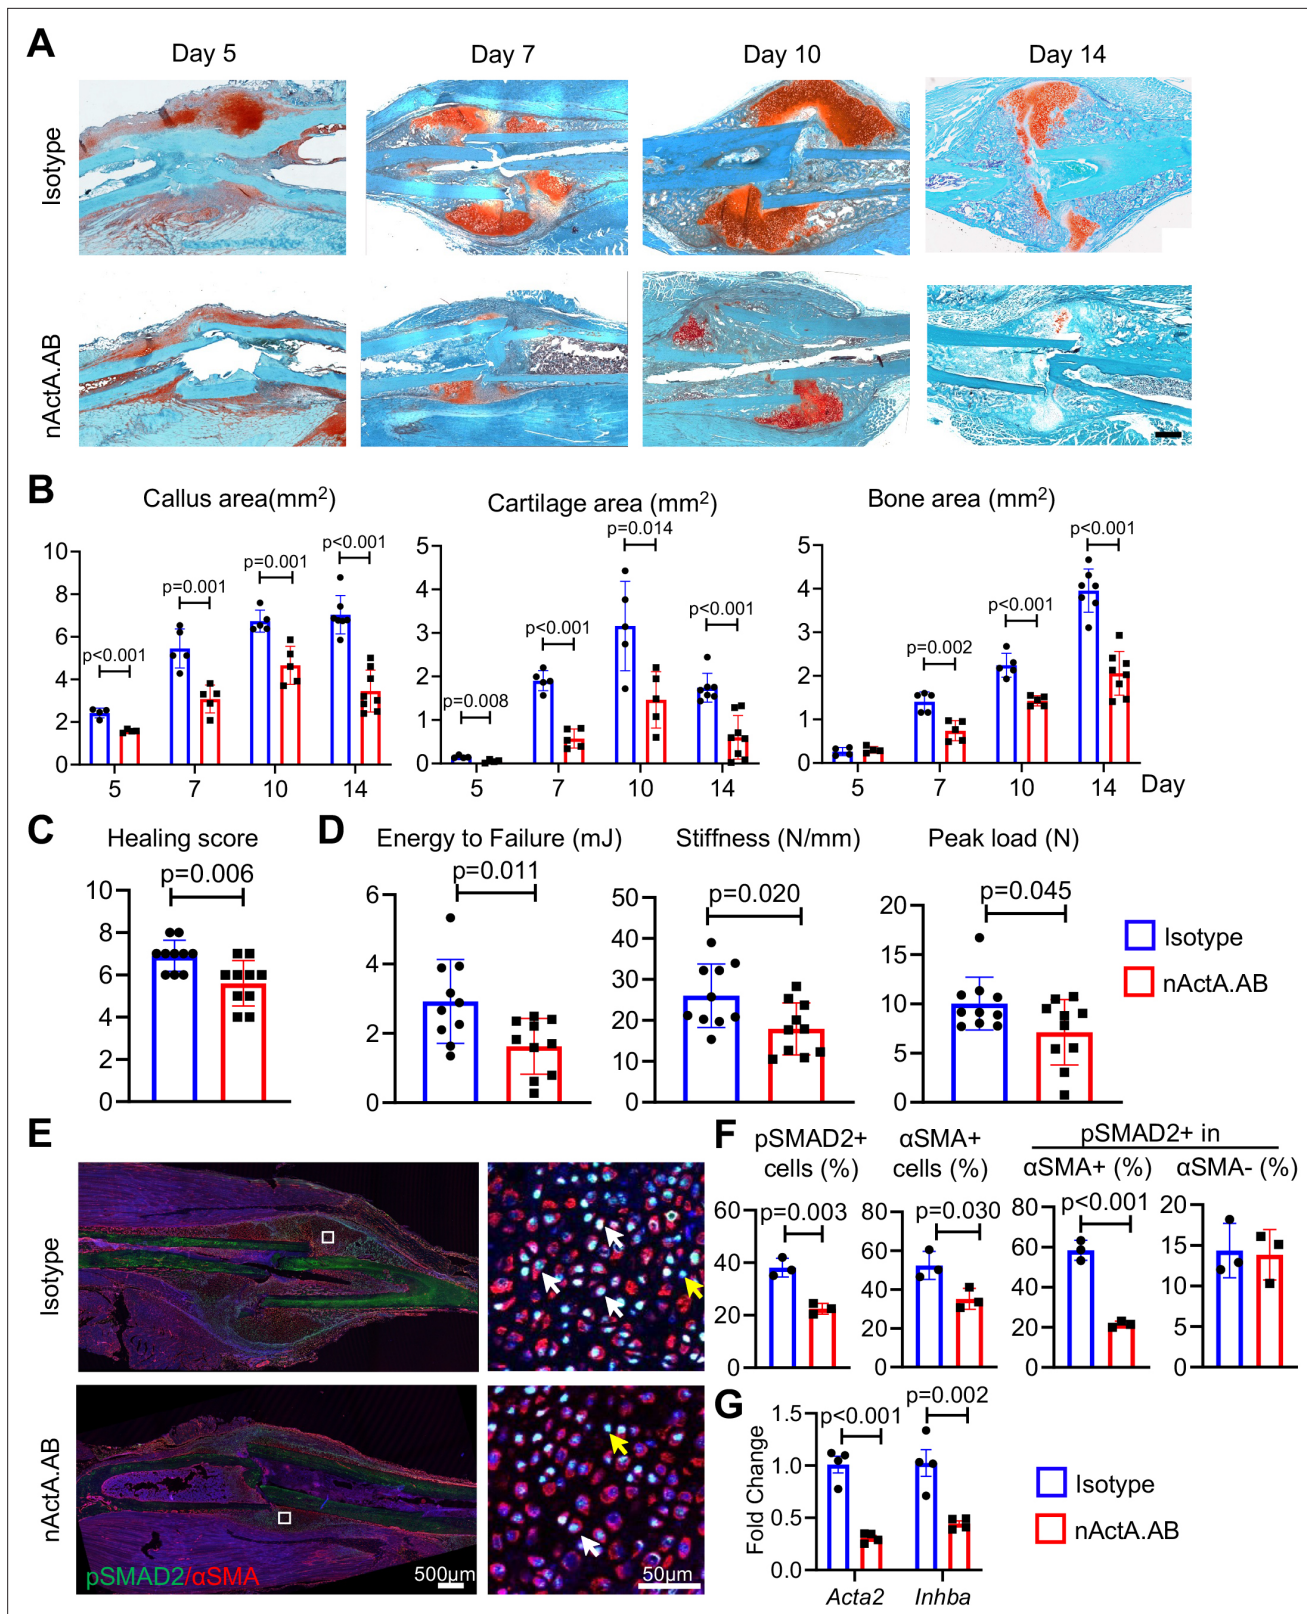 A
Day 5 Day 7 Day 10 Day 14
Isotype
nActA.AB
B
Callus area(mm²) Cartilage area (mm²) Bone area (mm²)
p<0.001 p=0.001 p=0.001 p<0.001
p=0.008 p<0.001 p=0.014 p<0.001
p=0.002 p<0.001 p<0.001
10 8 6 4 2 0
5 4 3 2 1 0
5 4 3 2 1 0
5 7 10 14 5 7 10 14 5 7 10 14 Day
C
Healing score
p=0.006
10 8 6 4 2 0
D
Energy to Failure (mJ) Stiffness (N/mm) Peak load (N)
p=0.011 p=0.020 p=0.045
6 4 2 0
50 40 30 20 10 0
20 15 10 5 0
Isotype
nActA.AB
E
Isotype
nActA.AB
pSMAD2/αSMA
500µm
50µm
F
pSMAD2+ cells (%)
αSMA+ cells (%)
pSMAD2+ in
αSMA+ (%) αSMA- (%)
p=0.003 p=0.030 p<0.001
60 40 20 0
80 60 40 20 0
80 60 40 20 0
20 15 10 5 0
G
p<0.001 p=0.002
Fold Change
1.5 1.0 0.5 0.0
Acta2 Inhba
Isotype
nActA.AB